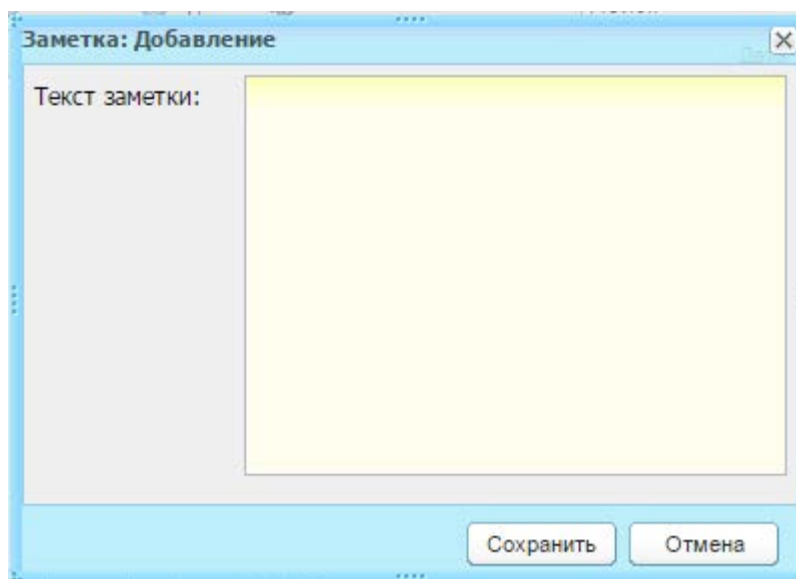 Заметка: Добавление
Текст заметки:
Сохранить
Отмена